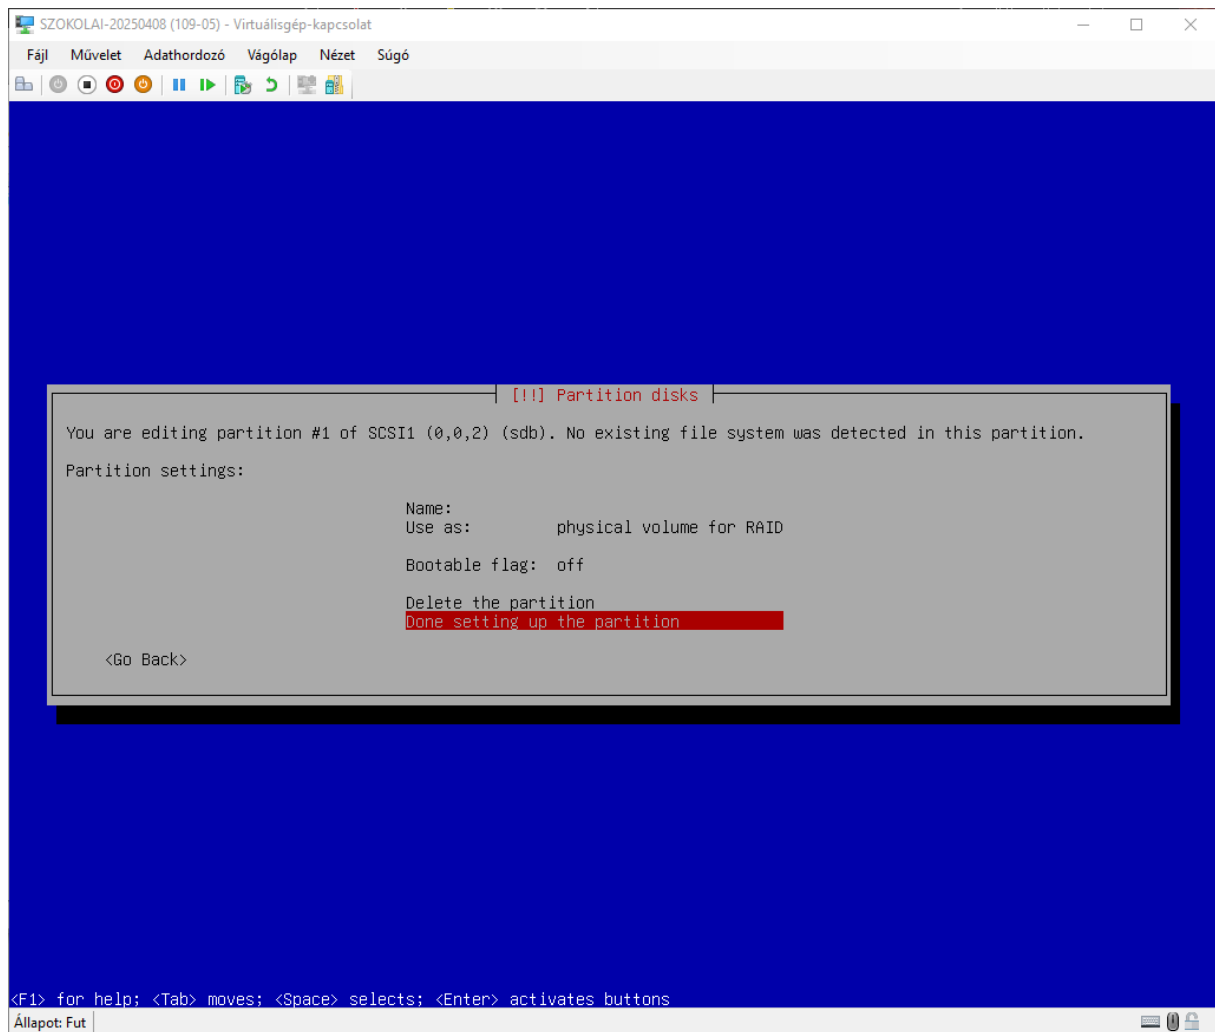 SZOKOLAI-20250408 (109-05) - Virtuálisgép-kapcsolat
Fájl Művelet Adathordozó Vágólap Nézet Súgó
[!!] Partition disks
You are editing partition #1 of SCSI1 (0,0,2) (sdb). No existing file system was detected in this partition.
Partition settings:
Name:
Use as: physical volume for RAID
Bootable flag: off
Delete the partition
Done setting up the partition
<Go Back>
<F1> for help; <Tab> moves; <Space> selects; <Enter> activates buttons
Állapot: Fut